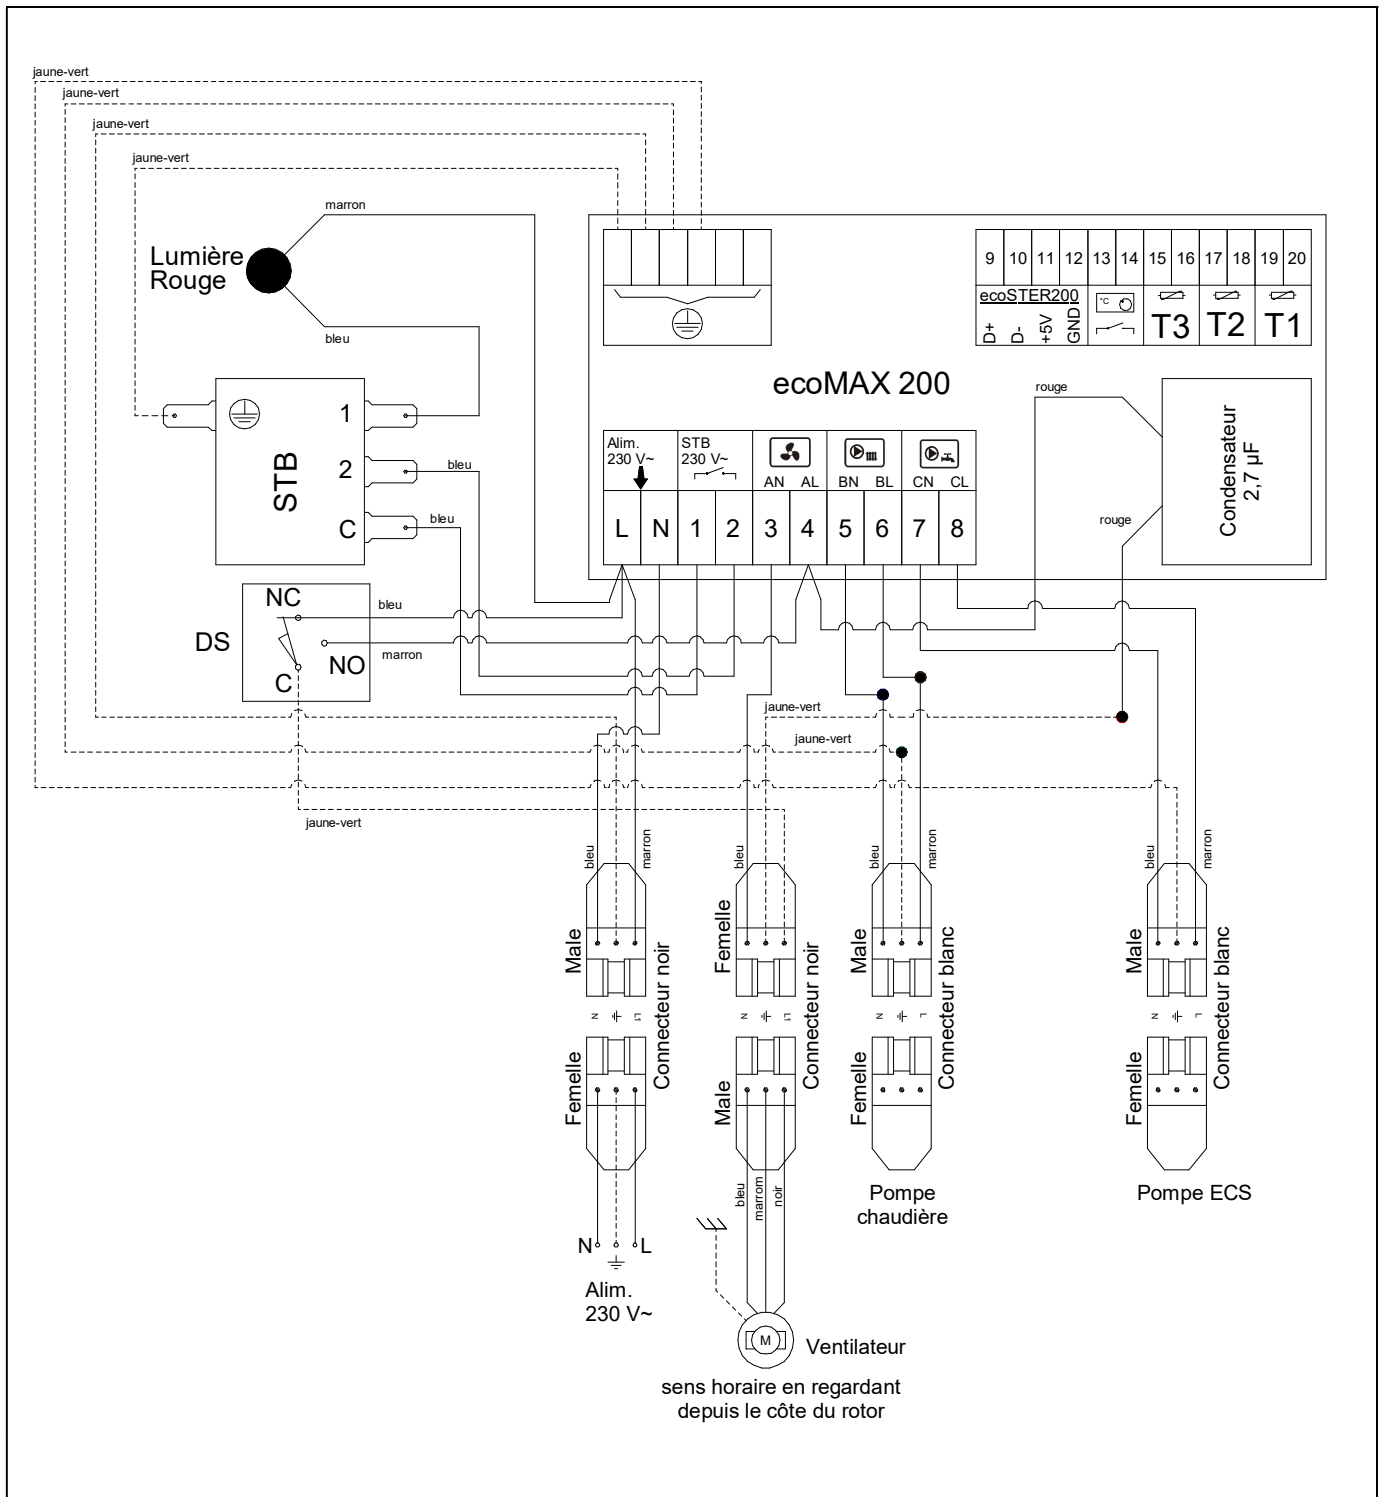 jaune-vert
jaune-vert
jaune-vert
jaune-vert
marron
Lumière
Rouge
bleu
9 10 11 12 13 14 15 16 17 18 19 20
ecoSTER200
D+
D-
+5V
GND
°C
T3 T2 T1
ecoMAX 200
rouge
Condensateur
2,7 µF
rouge
STB
1
2
C
bleu
bleu
Alim.
230 V~
STB
230 V~
AN AL BN BL CN CL
L N 1 2 3 4 5 6 7 8
DS
NC
NO
C
bleu
marron
jaune-vert
jaune-vert
jaune-vert
bleu
marron
bleu
bleu
marron
bleu
marron
Male
Femelle
Connecteur noir
N
L1
Femelle
Male
Connecteur noir
N
L1
Male
Femelle
Connecteur blanc
N
L
Male
Femelle
Connecteur blanc
N
L
N L
Alim.
230 V~
bleu
marrom
noir
M
Ventilateur
sens horaire en regardant
depuis le côte du rotor
Pompe
chaudière
Pompe ECS